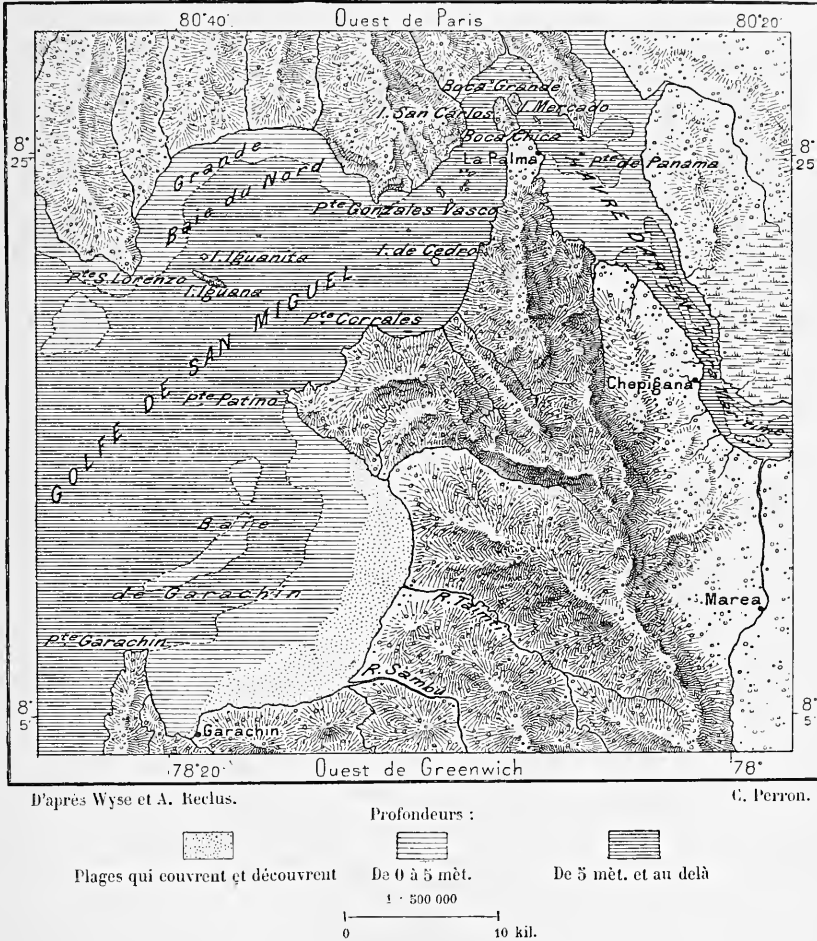 80°40' Ouest de Paris 80°20'
Boca Grande
I. Mercado
I. San Carlos
Boca Chica
8°
25'
8°
25'
La Palma
Pte de Panama
Grande
Baie du Nord
Pte Gonzales Vasco
HAVRE DARIEN
I. Iguanita
I. de Cedro
Pte S. Lorenzo
I. Iguana
GOLFE DE SAN MIGUEL
Pte Corrales
Chepigana
Pte Patino
Barre
de Garachin
R. Taimti
Marea
Pte Garachin
R. Sambú
8°
5'
8°
5'
Garachin
78°20' Ouest de Greenwich 78°
D'après Wyse et A. Reclus.
C. Perron.
Profondeurs :
Plages qui couvrent et découvrent De 0 à 5 mèt. De 5 mèt. et au delà
1 : 500 000
0 10 kil.